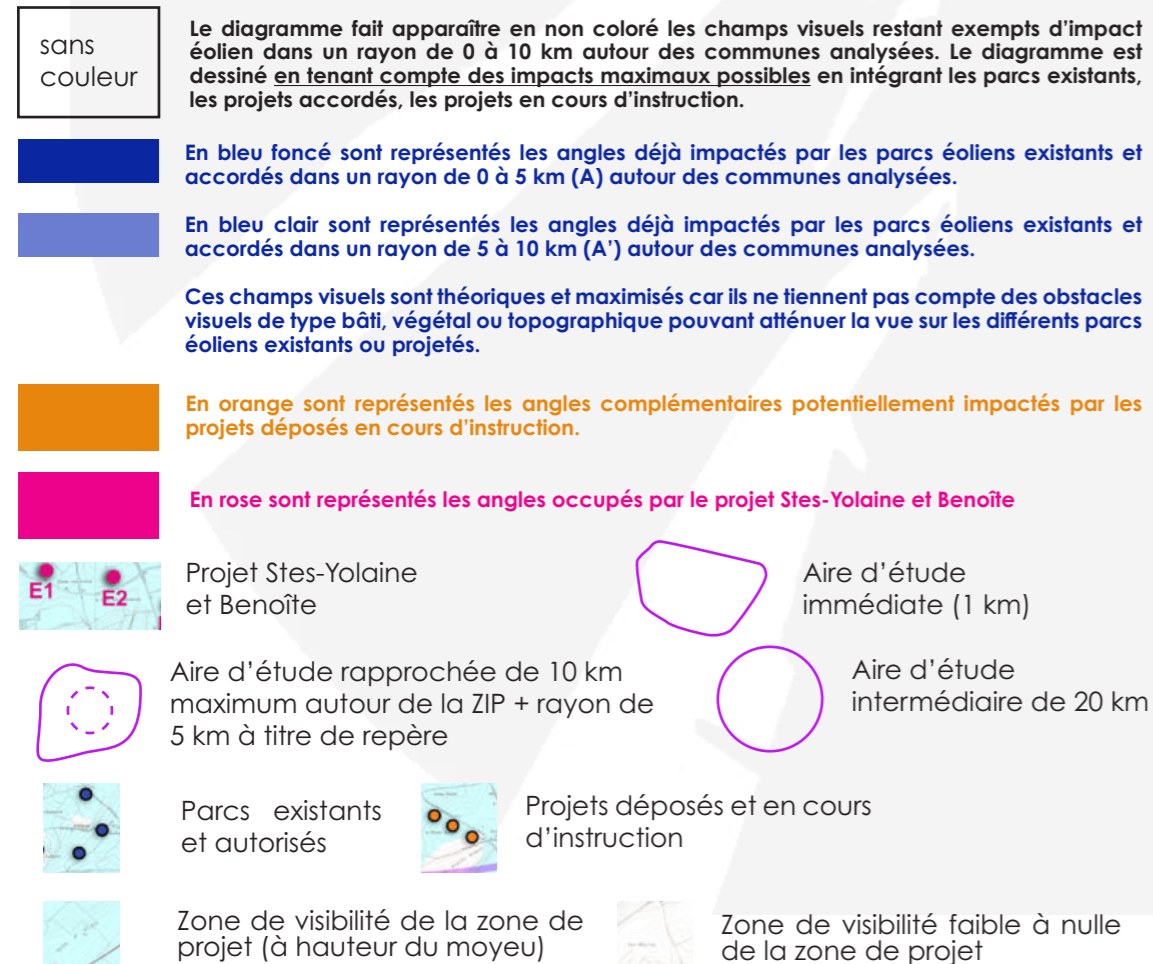 sans
couleur
Le diagramme fait apparaître en non coloré les champs visuels restant exempts d'impact
éolien dans un rayon de 0 à 10 km autour des communes analysées. Le diagramme est
dessiné en tenant compte des impacts maximaux possibles en intégrant les parcs existants,
les projets accordés, les projets en cours d'instruction.
En bleu foncé sont représentés les angles déjà impactés par les parcs éoliens existants et
accordés dans un rayon de 0 à 5 km (A) autour des communes analysées.
En bleu clair sont représentés les angles déjà impactés par les parcs éoliens existants et
accordés dans un rayon de 5 à 10 km (A') autour des communes analysées.
Ces champs visuels sont théoriques et maximisés car ils ne tiennent pas compte des obstacles
visuels de type bâti, végétal ou topographique pouvant atténuer la vue sur les différents parcs
éoliens existants ou projetés.
En orange sont représentés les angles complémentaires potentiellement impactés par les
projets déposés en cours d'instruction.
En rose sont représentés les angles occupés par le projet Stes-Yolaine et Benoîte
E1
E2
Projet Stes-Yolaine
et Benoîte
Aire d'étude
immédiate (1 km)
Aire d'étude rapprochée de 10 km
maximum autour de la ZIP + rayon de
5 km à titre de repère
Aire d'étude
intermédiaire de 20 km
Parcs existants
et autorisés
Projets déposés et en cours
d'instruction
Zone de visibilité de la zone de
projet (à hauteur du moyeu)
Zone de visibilité faible à nulle
de la zone de projet